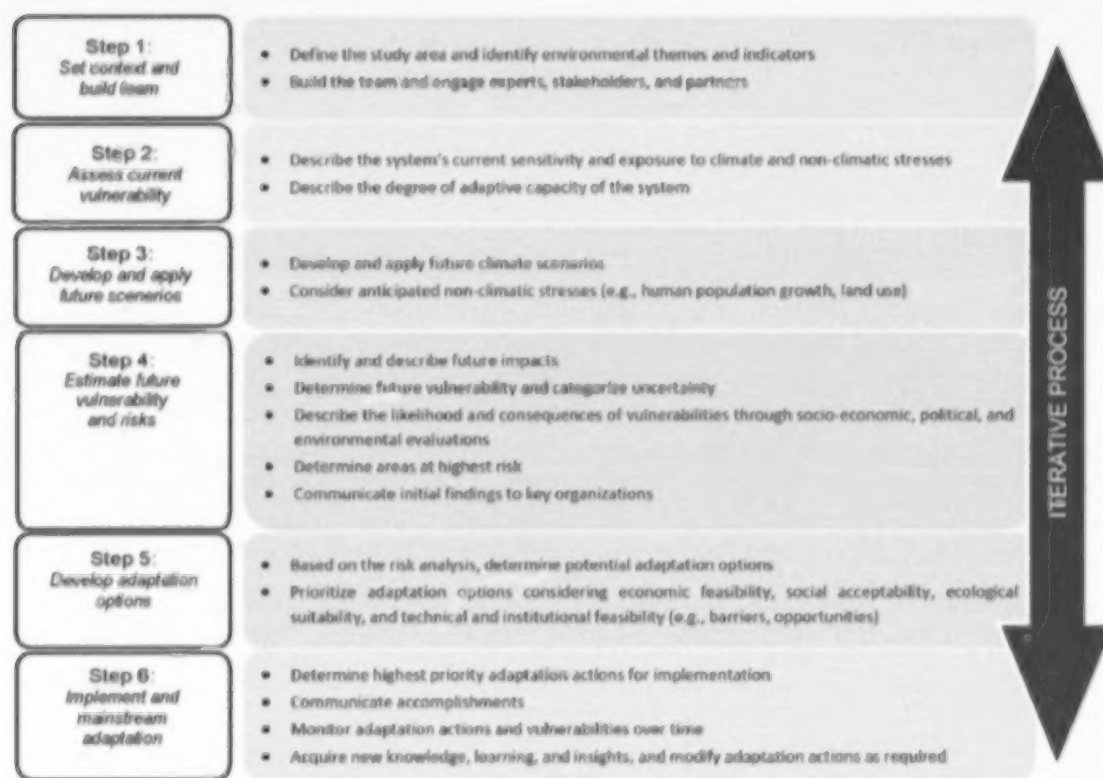 Step 1:
Set context and
build team
• Define the study area and identify environmental themes and indicators
• Build the team and engage experts, stakeholders, and partners
Step 2:
Assess current
vulnerability
• Describe the system's current sensitivity and exposure to climate and non-climatic stresses
• Describe the degree of adaptive capacity of the system
Step 3:
Develop and apply
future scenerios
• Develop and apply future climate scenarios
• Consider anticipated non-climatic stresses (e.g., human population growth, land use)
Step 4:
Estimate future
vulnerability
and risks
• Identify and describe future impacts
• Determine future vulnerability and categorize uncertainty
• Describe the likelihood and consequences of vulnerabilities through socio-economic, political, and
environmental evaluations
• Determine areas at highest risk
• Communicate initial findings to key organizations
Step 5:
Develop adaptation
options
• Based on the risk analysis, determine potential adaptation options
• Prioritize adaptation options considering economic feasibility, social acceptability, ecological
suitability, and technical and institutional feasibility (e.g., barriers, opportunities)
Step 6:
Implement and
mainstream
adaptation
• Determine highest priority adaptation actions for implementation
• Communicate accomplishments
• Monitor adaptation actions and vulnerabilities over time
• Acquire new knowledge, learning, and insights, and modify adaptation actions as required
ITERATIVE PROCESS